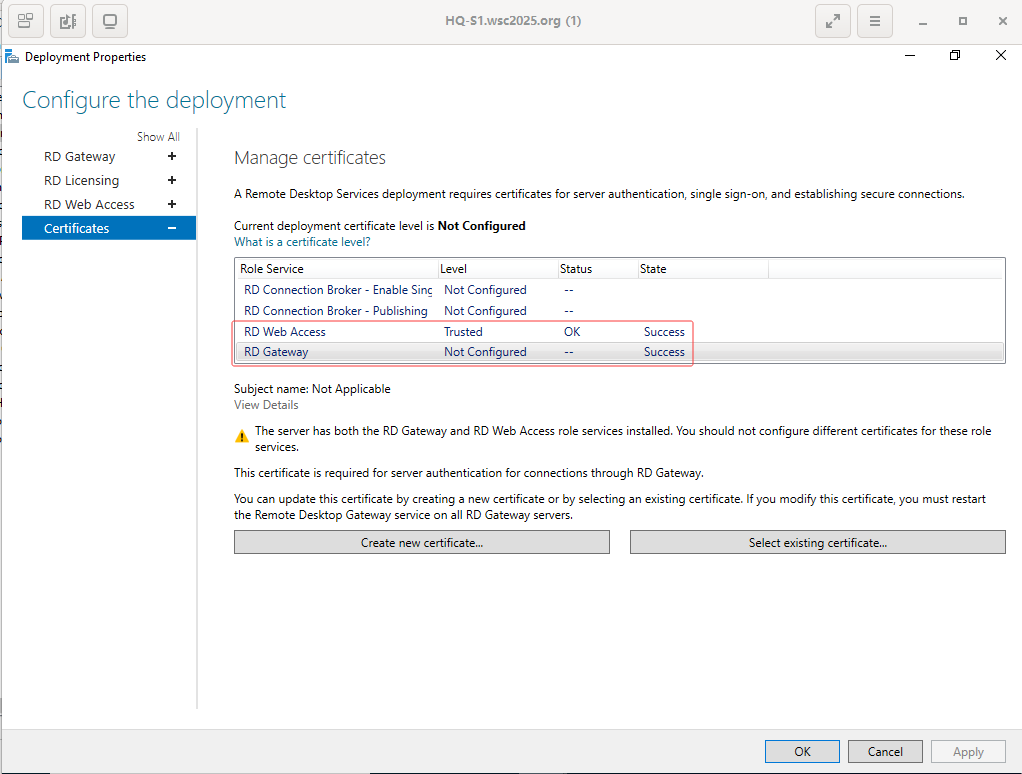 HQ-S1.wsc2025.org (1)
Deployment Properties
Configure the deployment
Show All
RD Gateway +
RD Licensing +
RD Web Access +
Certificates –
Manage certificates
A Remote Desktop Services deployment requires certificates for server authentication, single sign-on, and establishing secure connections.
Current deployment certificate level is Not Configured
What is a certificate level?
Role Service Level Status State
RD Connection Broker - Enable Sing Not Configured --
RD Connection Broker - Publishing Not Configured --
RD Web Access Trusted OK Success
RD Gateway Not Configured -- Success
Subject name: Not Applicable
View Details
The server has both the RD Gateway and RD Web Access role services installed. You should not configure different certificates for these role
services.
This certificate is required for server authentication for connections through RD Gateway.
You can update this certificate by creating a new certificate or by selecting an existing certificate. If you modify this certificate, you must restart
the Remote Desktop Gateway service on all RD Gateway servers.
Create new certificate... Select existing certificate...
OK Cancel Apply